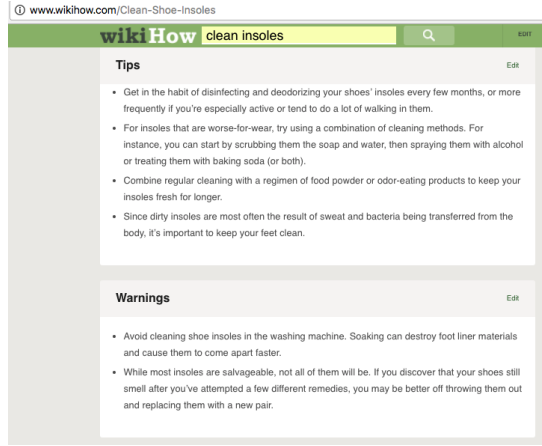 www.wikihow.com/Clean-Shoe-Insoles
wikiHow clean insoles EDIT
Tips Edit
• Get in the habit of disinfecting and deodorizing your shoes' insoles every few months, or more
frequently if you're especially active or tend to do a lot of walking in them.
• For insoles that are worse-for-wear, try using a combination of cleaning methods. For
instance, you can start by scrubbing them the soap and water, then spraying them with alcohol
or treating them with baking soda (or both).
• Combine regular cleaning with a regimen of food powder or odor-eating products to keep your
insoles fresh for longer.
• Since dirty insoles are most often the result of sweat and bacteria being transferred from the
body, it's important to keep your feet clean.
Warnings Edit
• Avoid cleaning shoe insoles in the washing machine. Soaking can destroy foot liner materials
and cause them to come apart faster.
• While most insoles are salvageable, not all of them will be. If you discover that your shoes still
smell after you've attempted a few different remedies, you may be better off throwing them out
and replacing them with a new pair.